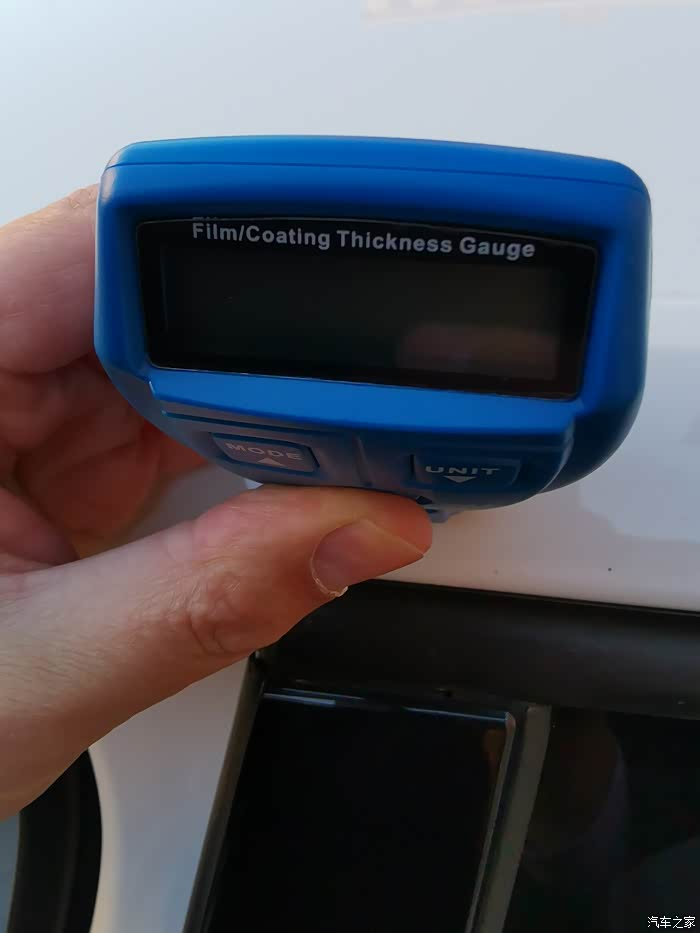 Film/Coating Thickness Gauge
MODE
UNIT
汽车之家